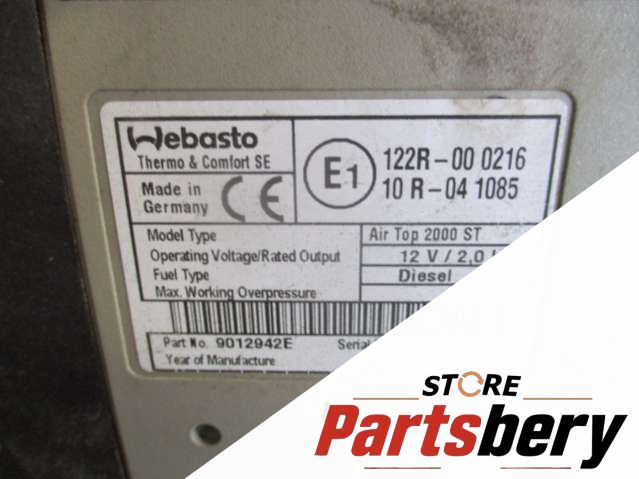 Webasto
Thermo & Comfort SE
Made in
Germany
CE
E1
122R-00 0216
10 R-04 1085
Model Type Air Top 2000 ST
Operating Voltage/Rated Output 12 V / 2,0
Fuel Type Diesel
Max. Working Overpressure
Part No. 9012942E Serial
Year of Manufacture
STORE
Partsbery